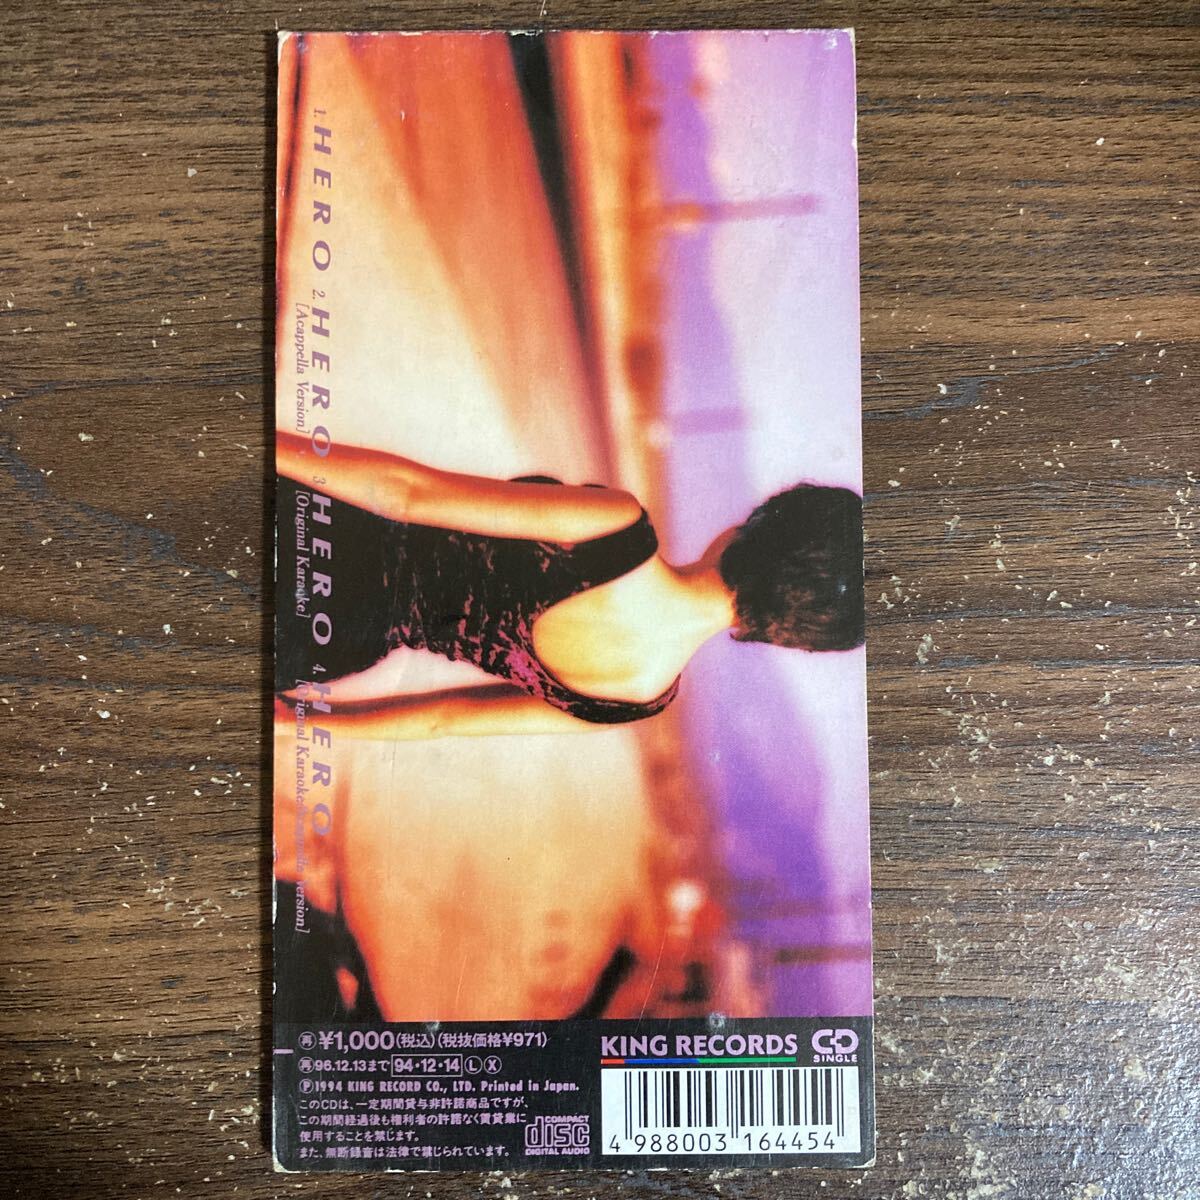 1. HERO 2. HERO 3. HERO 4. HERO
[Acappella Version] [Original Karaoke] [Original Karaoke/Acappella Version]
再 ¥1,000(税込)(税抜価格¥971)
再 96.12.13まで 94・12・14 L X
Ⓟ1994 KING RECORD CO., LTD. Printed in Japan.
このCDは、一定期間貸与非許諾商品ですが、
この期間経過後も権利者の許諾なく賃貸業に
使用することを禁じます。
また、無断録音は法律で禁じられています。
COMPACT
disc
DIGITAL AUDIO
KING RECORDS
CD
SINGLE
4 988003 164454